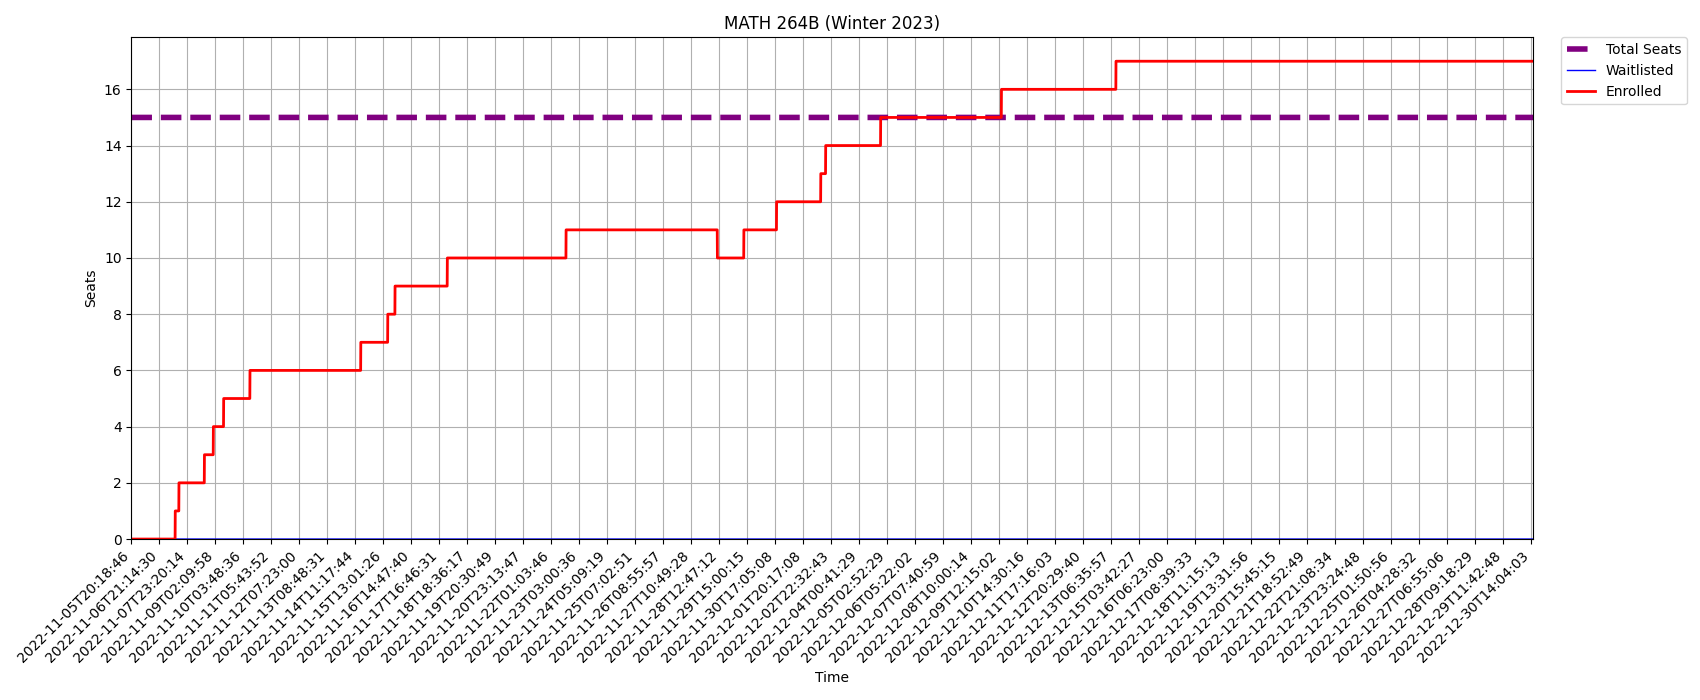 MATH 264B (Winter 2023)
Total Seats
Waitlisted
Enrolled
Seats
16
14
12
10
8
6
4
2
0
2022-11-05T20:18:46
2022-11-06T21:14:30
2022-11-07T23:20:14
2022-11-09T02:09:58
2022-11-10T03:48:36
2022-11-11T05:43:52
2022-11-12T07:23:00
2022-11-13T08:48:31
2022-11-14T11:17:44
2022-11-15T13:01:26
2022-11-16T14:47:40
2022-11-17T16:46:31
2022-11-18T18:36:17
2022-11-19T20:30:49
2022-11-20T23:13:47
2022-11-22T01:03:46
2022-11-23T03:00:36
2022-11-24T05:09:19
2022-11-25T07:02:51
2022-11-26T08:55:57
2022-11-27T10:49:28
2022-11-28T12:47:12
2022-11-29T15:00:15
2022-11-30T17:05:08
2022-12-01T20:17:08
2022-12-02T22:32:43
2022-12-04T00:41:29
2022-12-05T02:52:29
2022-12-06T05:22:02
2022-12-07T07:40:59
2022-12-08T10:00:14
2022-12-09T12:15:02
2022-12-10T14:30:16
2022-12-11T17:16:03
2022-12-12T20:29:40
2022-12-13T06:35:57
2022-12-15T03:42:27
2022-12-16T06:23:00
2022-12-17T08:39:33
2022-12-18T11:15:13
2022-12-19T13:31:56
2022-12-20T15:45:15
2022-12-21T18:52:49
2022-12-22T21:08:34
2022-12-23T23:24:48
2022-12-25T01:50:56
2022-12-26T04:28:32
2022-12-27T06:55:06
2022-12-28T09:18:29
2022-12-29T11:42:48
2022-12-30T14:04:03
Time